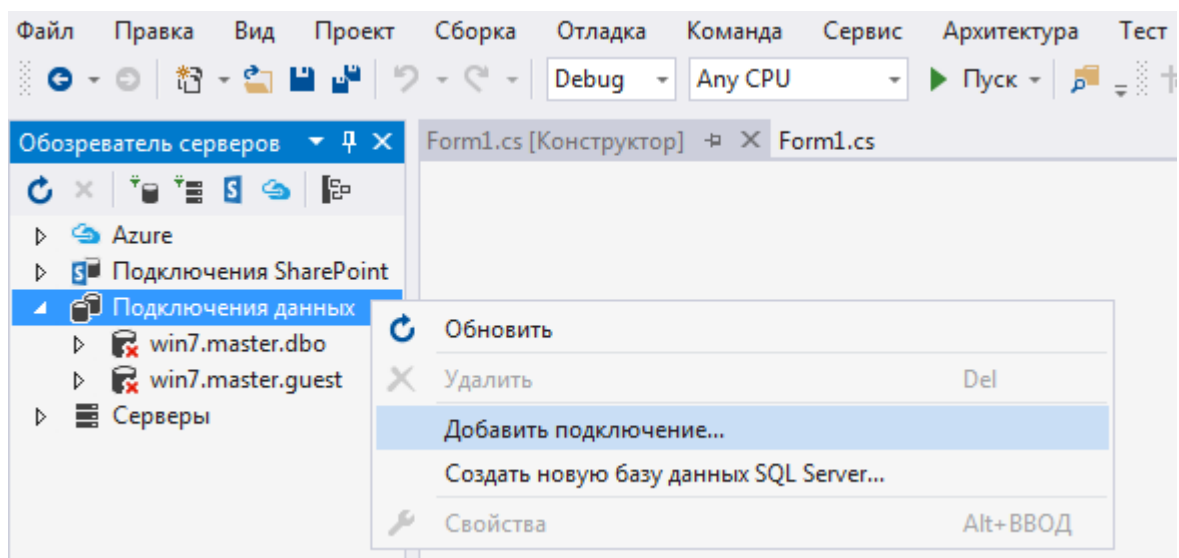 Файл Правка Вид Проект Сборка Отладка Команда Сервис Архитектура Тест
Debug Any CPU Пуск
Обозреватель серверов Form1.cs [Конструктор] Form1.cs
Azure
Подключения SharePoint
Подключения данных
Обновить
win7.master.dbo
win7.master.guest
Удалить Del
Серверы
Добавить подключение...
Создать новую базу данных SQL Server...
Свойства Alt+ВВОД